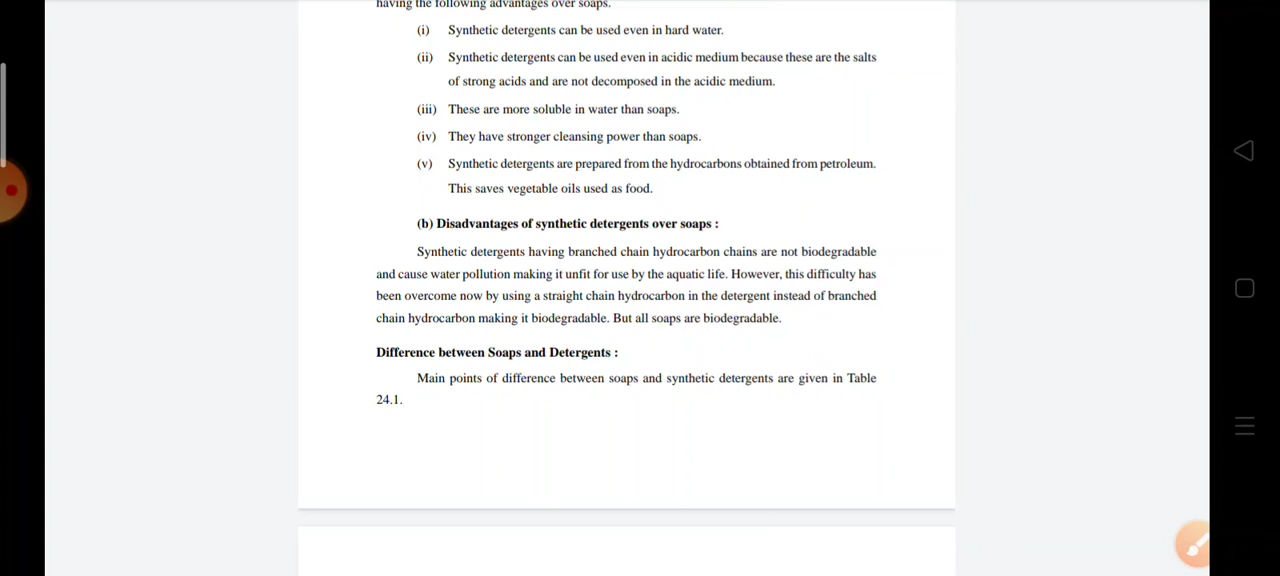 having the following advantages over soaps.
(i) Synthetic detergents can be used even in hard water.
(ii) Synthetic detergents can be used even in acidic medium because these are the salts
of strong acids and are not decomposed in the acidic medium.
(iii) These are more soluble in water than soaps.
(iv) They have stronger cleansing power than soaps.
(v) Synthetic detergents are prepared from the hydrocarbons obtained from petroleum.
This saves vegetable oils used as food.
(b) Disadvantages of synthetic detergents over soaps :
Synthetic detergents having branched chain hydrocarbon chains are not biodegradable
and cause water pollution making it unfit for use by the aquatic life. However, this difficulty has
been overcome now by using a straight chain hydrocarbon in the detergent instead of branched
chain hydrocarbon making it biodegradable. But all soaps are biodegradable.
Difference between Soaps and Detergents :
Main points of difference between soaps and synthetic detergents are given in Table
24.1.